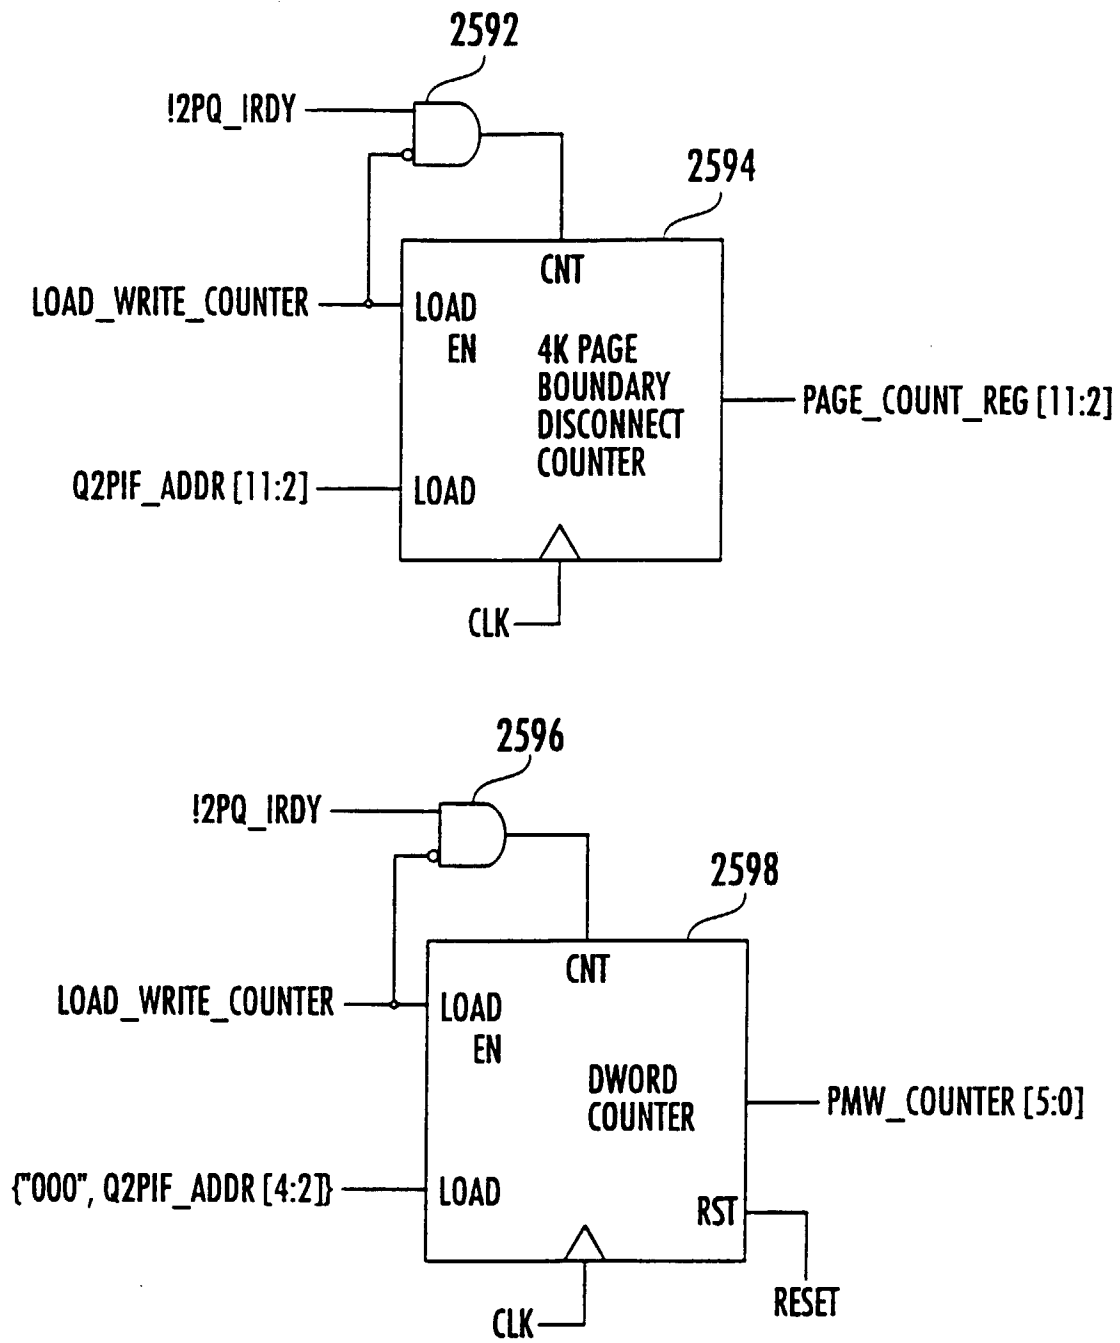 2592
!2PQ_IRDY
2594
CNT
LOAD_WRITE_COUNTER
LOAD
EN
4K PAGE
BOUNDARY
DISCONNECT
COUNTER
PAGE_COUNT_REG [11:2]
Q2PIF_ADDR [11:2]
LOAD
CLK
2596
!2PQ_IRDY
2598
CNT
LOAD_WRITE_COUNTER
LOAD
EN
DWORD
COUNTER
PMW_COUNTER [5:0]
{"000", Q2PIF_ADDR [4:2]}
LOAD
RST
RESET
CLK